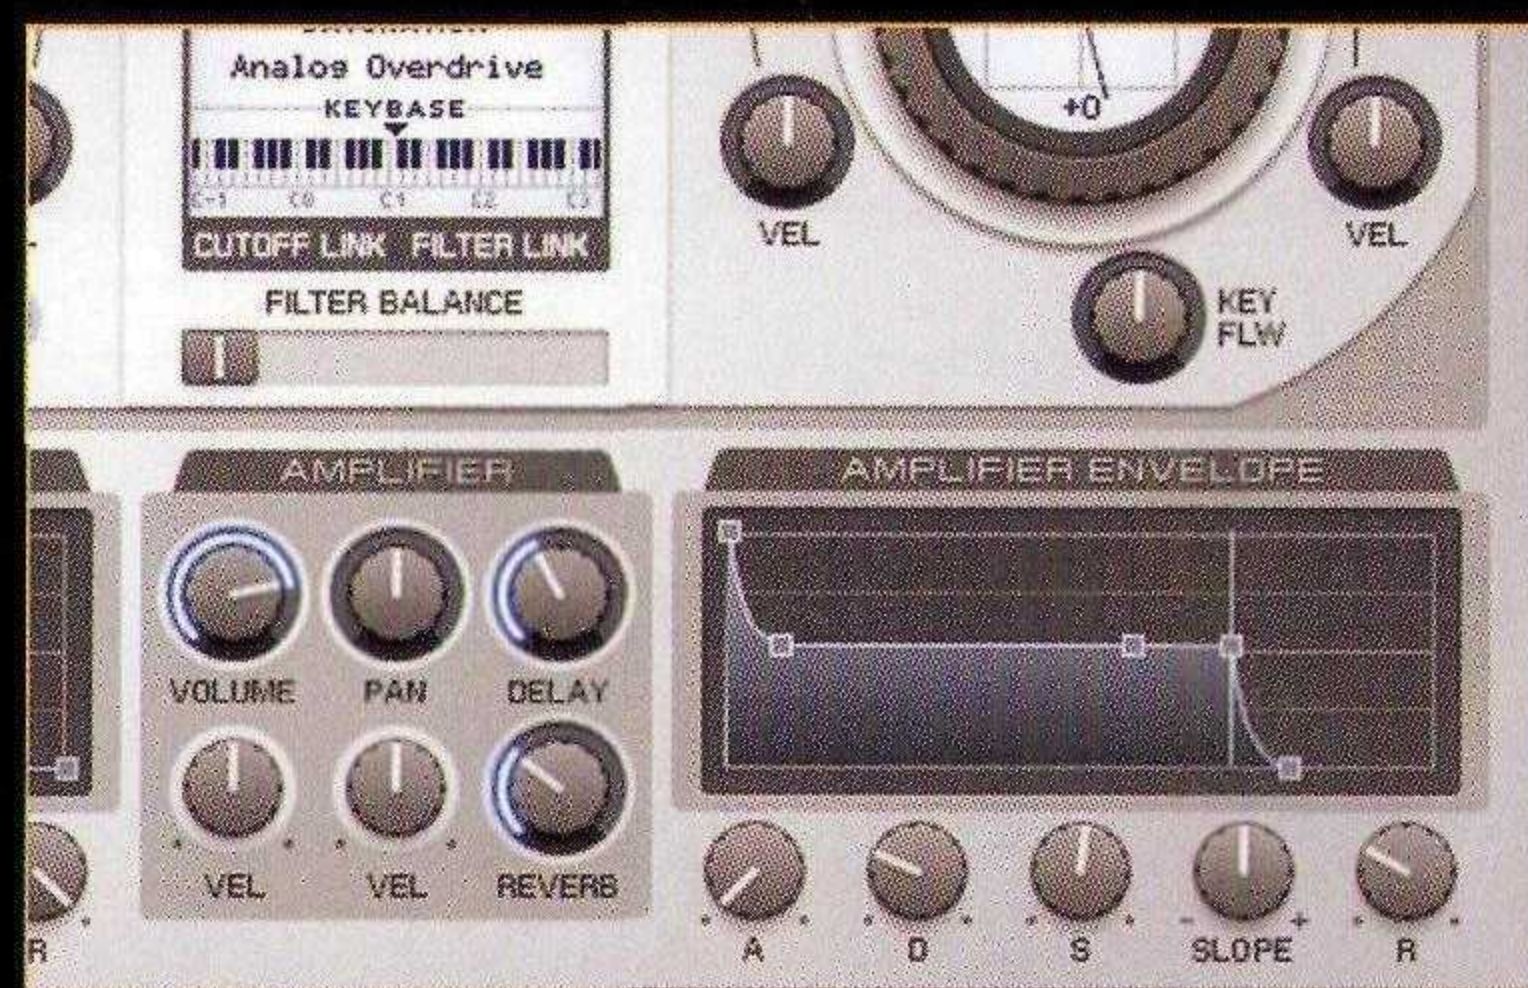 Analog Overdrive
KEYBASE
C-1 C0 C1 C2 C3
CUTOFF LINK FILTER LINK
FILTER BALANCE
+0
VEL
VEL
KEY
FLW
AMPLIFIER
AMPLIFIER ENVELOPE
VOLUME PAN DELAY
VEL VEL REVERB
R
A D S SLOPE R
- +